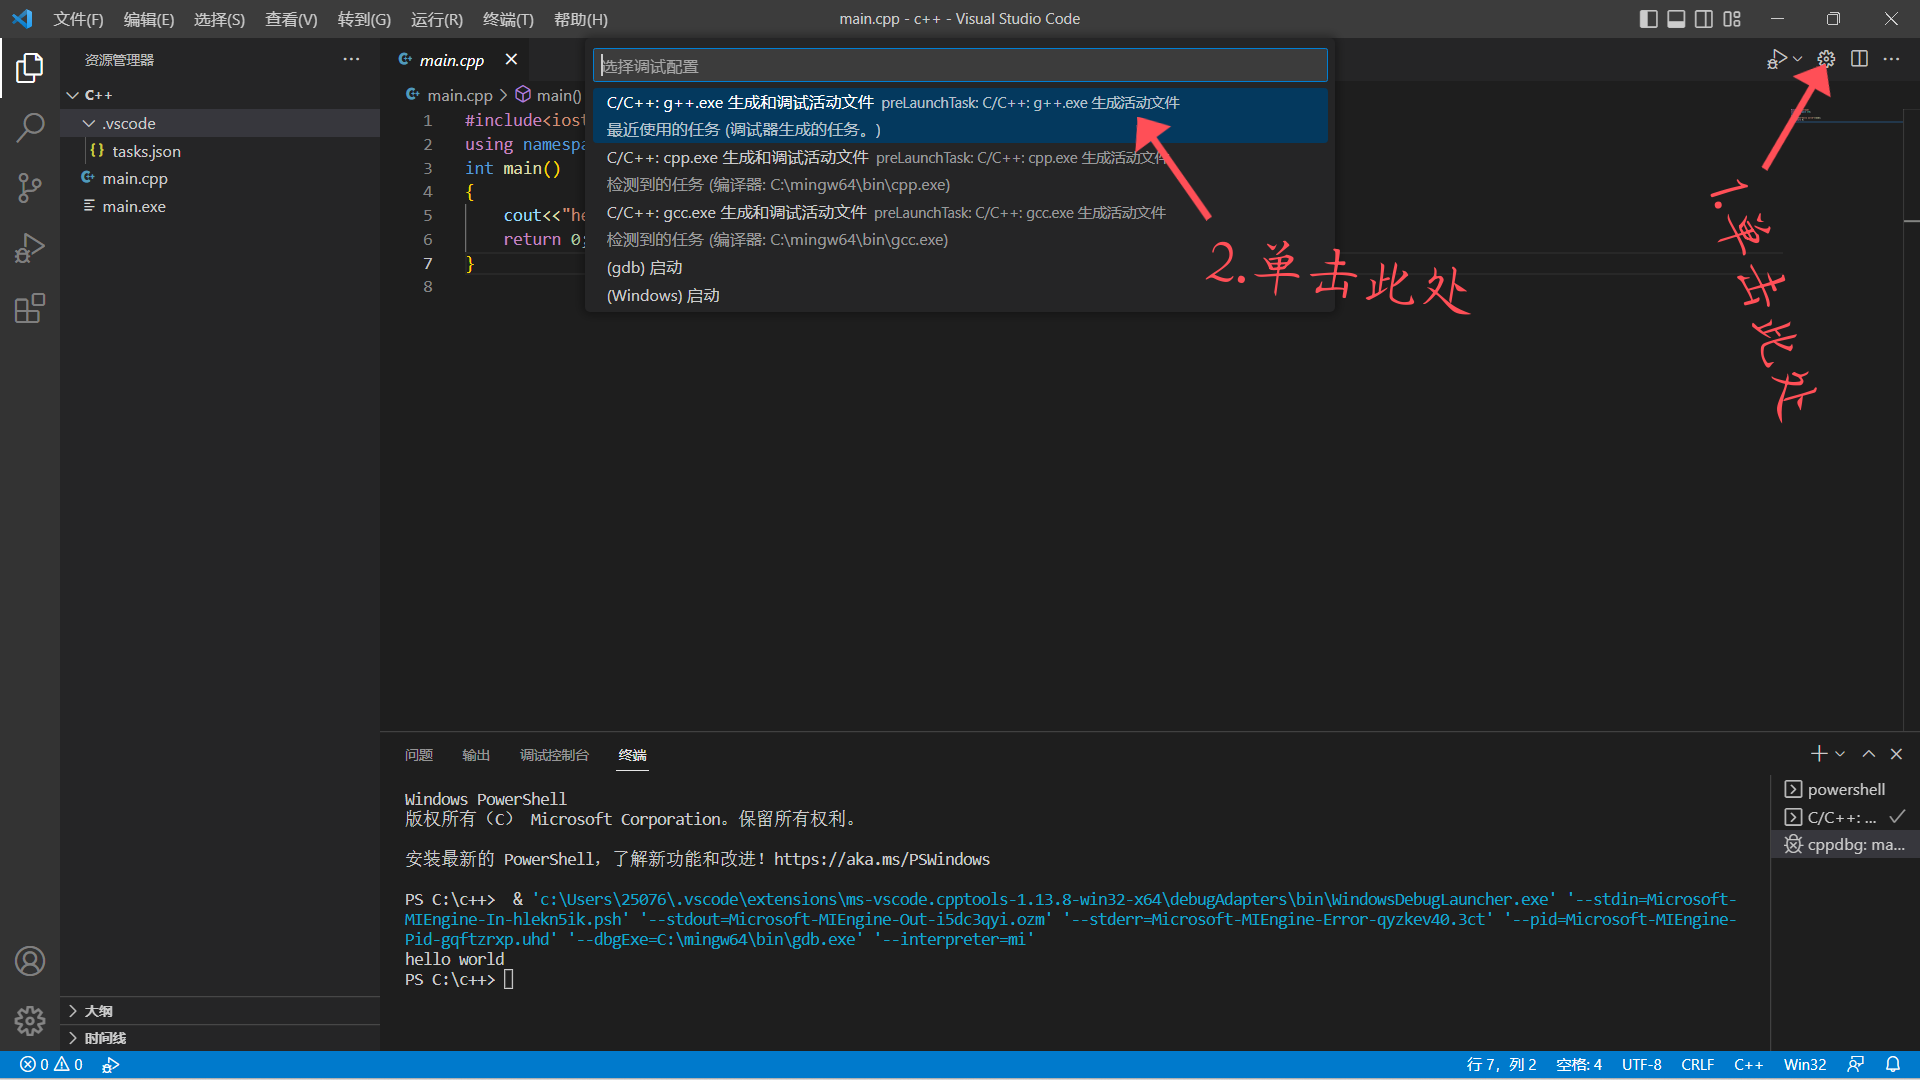 文件(F) 编辑(E) 选择(S) 查看(V) 转到(G) 运行(R) 终端(T) 帮助(H)
main.cpp - c++ - Visual Studio Code
资源管理器
C++
.vscode
tasks.json
main.cpp
main.exe
大纲
时间线
main.cpp
main.cpp > main()
1 #include<iost
2 using namespa
3 int main()
4 {
5 cout<<"he
6 return 0;
7 }
8
选择调试配置
C/C++: g++.exe 生成和调试活动文件 preLaunchTask: C/C++: g++.exe 生成活动文件
最近使用的任务 (调试器生成的任务。)
C/C++: cpp.exe 生成和调试活动文件 preLaunchTask: C/C++: cpp.exe 生成活动文件
检测到的任务 (编译器: C:\mingw64\bin\cpp.exe)
C/C++: gcc.exe 生成和调试活动文件 preLaunchTask: C/C++: gcc.exe 生成活动文件
检测到的任务 (编译器: C:\mingw64\bin\gcc.exe)
(gdb) 启动
(Windows) 启动
1.单击此处
2.单击此处
问题 输出 调试控制台 终端
Windows PowerShell
版权所有（C） Microsoft Corporation。保留所有权利。
安装最新的 PowerShell，了解新功能和改进！https://aka.ms/PSWindows
PS C:\c++>  & 'c:\Users\25076\.vscode\extensions\ms-vscode.cpptools-1.13.8-win32-x64\debugAdapters\bin\WindowsDebugLauncher.exe' '--stdin=Microsoft-
MIEngine-In-hlekn5ik.psh' '--stdout=Microsoft-MIEngine-Out-i5dc3qyi.ozm' '--stderr=Microsoft-MIEngine-Error-qyzkev40.3ct' '--pid=Microsoft-MIEngine-
Pid-gqftzrxp.uhd' '--dbgExe=C:\mingw64\bin\gdb.exe' '--interpreter=mi'
hello world
PS C:\c++>
powershell
C/C++: ...
cppdbg: ma...
0 0
行 7，列 2 空格: 4 UTF-8 CRLF C++ Win32